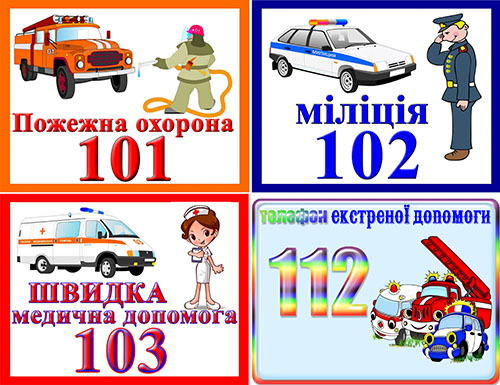 Пожежна охорона
101
міліція
102
ШВИДКА
медична допомога
103
телефон екстреної допомоги
112